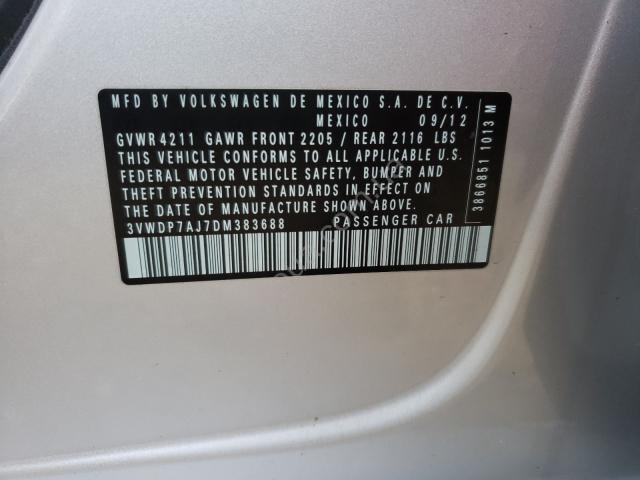 MFD BY VOLKSWAGEN DE MEXICO S.A. DE C.V.
MEXICO 09/12
GVWR 4211 GAWR FRONT 2205 / REAR 2116 LBS
THIS VEHICLE CONFORMS TO ALL APPLICABLE U.S.
FEDERAL MOTOR VEHICLE SAFETY, BUMPER AND
THEFT PREVENTION STANDARDS IN EFFECT ON
THE DATE OF MANUFACTURE SHOWN ABOVE.
3VWDP7AJ7DM383688 PASSENGER CAR
3866851 1013 M